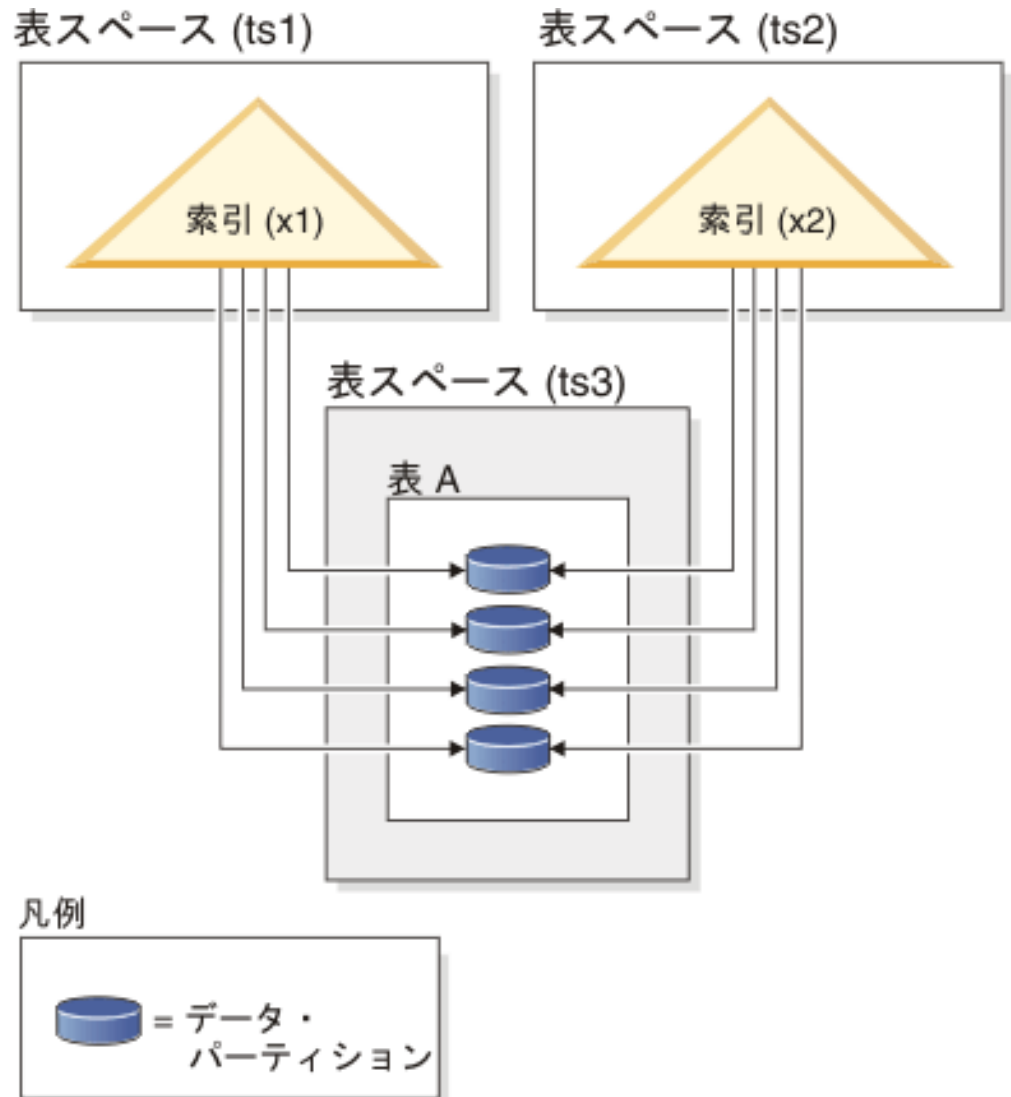 表スペース (ts1)
表スペース (ts2)
索引 (x1)
索引 (x2)
表スペース (ts3)
表 A
凡例
= データ・
パーティション